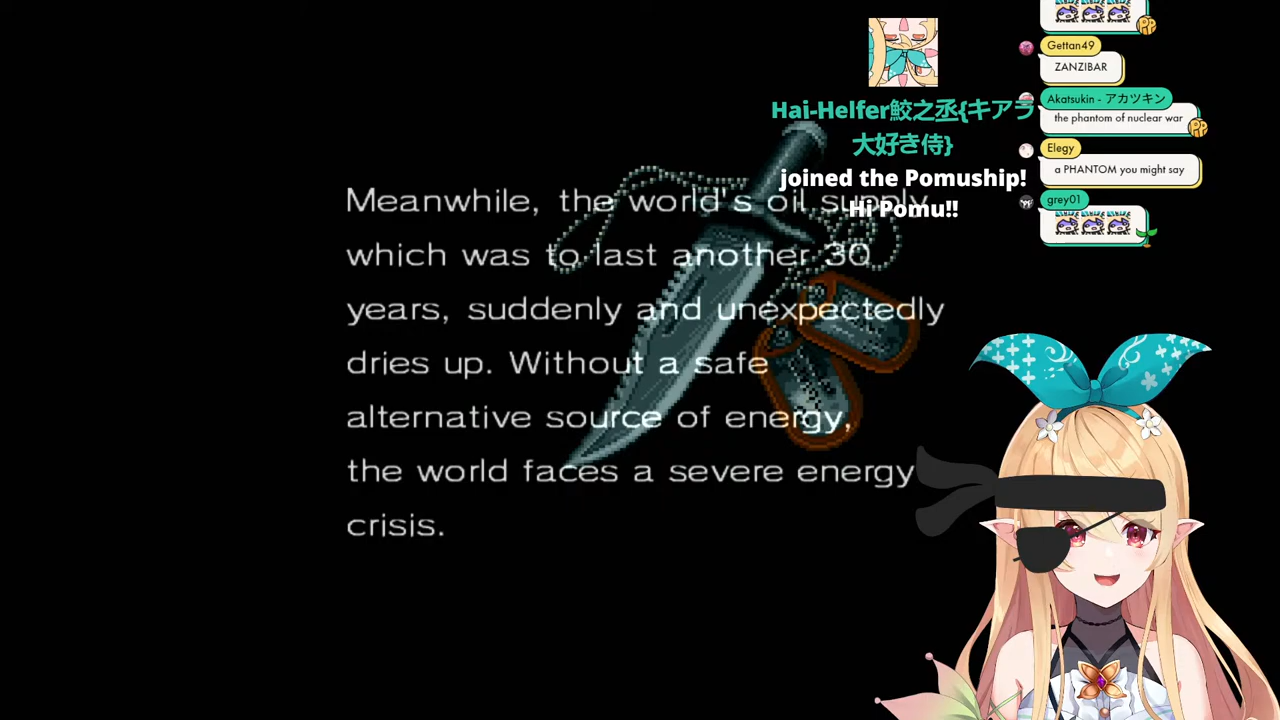 Meanwhile, the world's oil supply
which was to last another 30
years, suddenly and unexpectedly
dries up. Without a safe
alternative source of energy,
the world faces a severe energy
crisis.
Hai-Helfer鮫之丞{キアラ
大好き侍}
joined the Pomuship!
Hi Pomu!!
Gettan49
ZANZIBAR
Akatsukin - アカツキン
the phantom of nuclear war
Elegy
a PHANTOM you might say
grey01